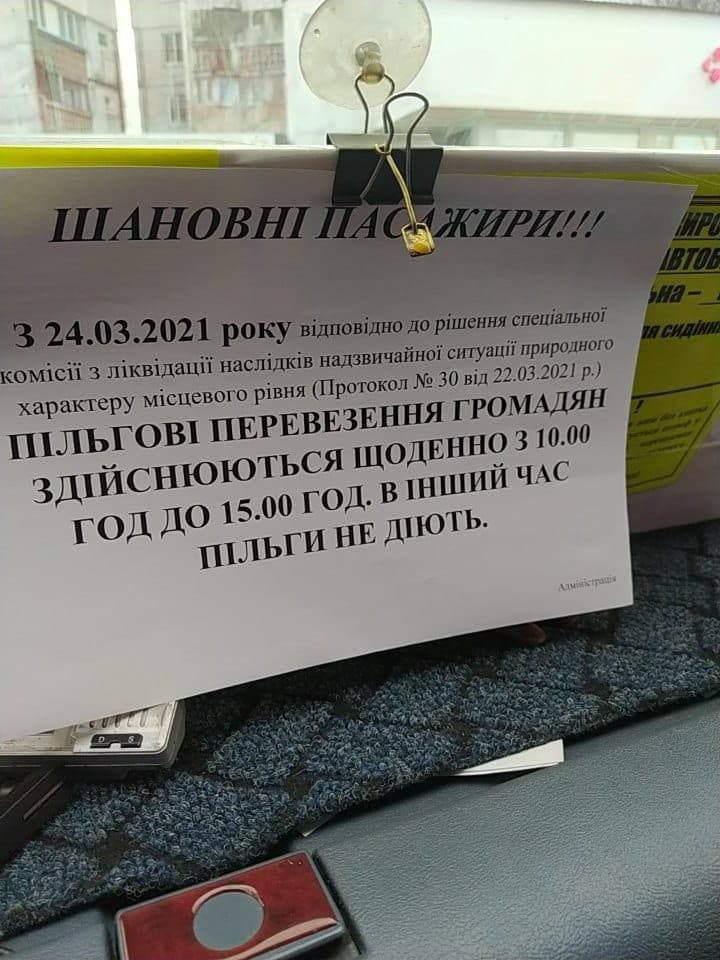 ШАНОВНІ ПАСАЖИРИ!!!
З 24.03.2021 року відповідно до рішення спеціальної
комісії з ліквідації наслідків надзвичайної ситуації природного
характеру місцевого рівня (Протокол № 30 від 22.03.2021 р.)
ПІЛЬГОВІ ПЕРЕВЕЗЕННЯ ГРОМАДЯН
ЗДІЙСНЮЮТЬСЯ ЩОДЕННО З 10.00
ГОД ДО 15.00 ГОД. В ІНШИЙ ЧАС
ПІЛЬГИ НЕ ДІЮТЬ.
Адміністрація
D S